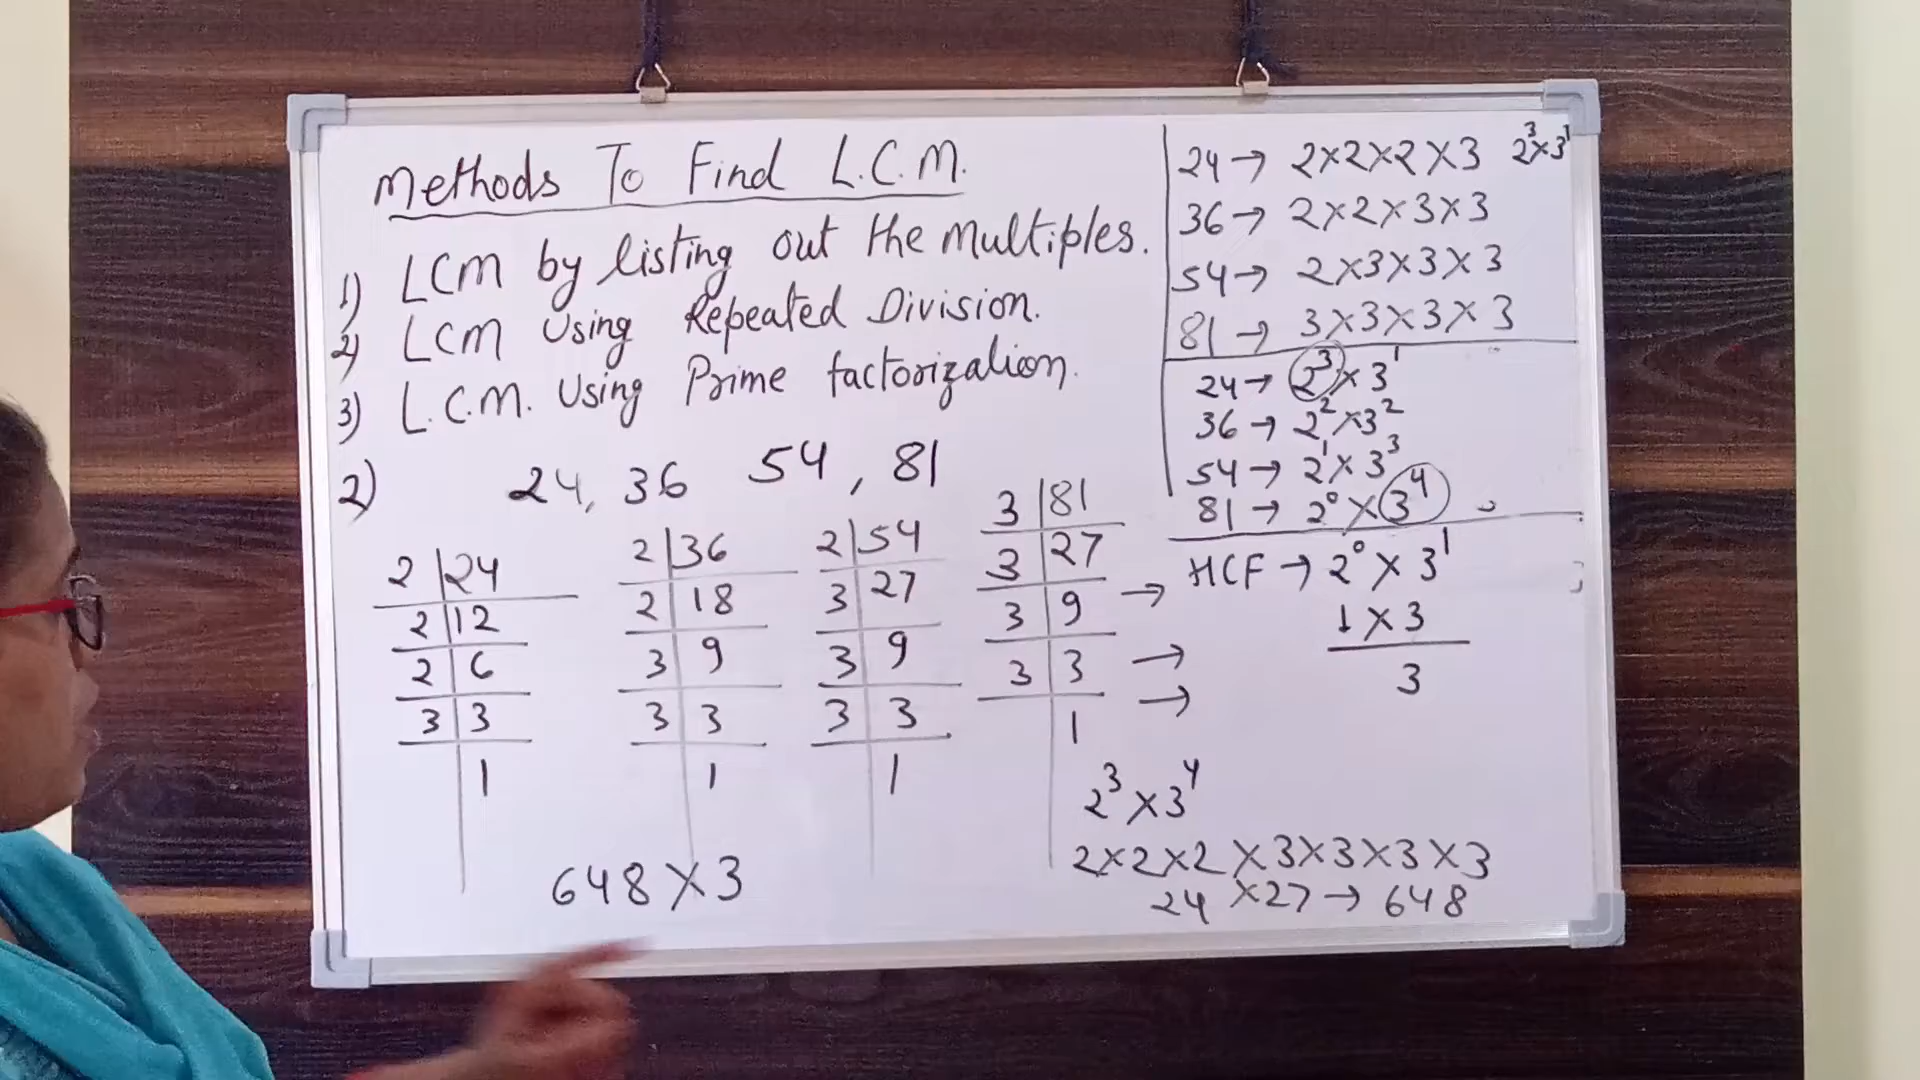 Methods To Find L.C.M.
1) LCM by listing out the multiples.
2) LCM Using Repeated Division.
3) L.C.M. Using Prime factorization.
2) 24, 36 54, 81
2 24
2 12
2 6
3 3
1
2 36
2 18
3 9
3 3
1
2 54
3 27
3 9
3 3
1
3 81
3 27
3 9 →
3 3 →
1 →
648 × 3
24 → 2×2×2×3 2³×3¹
36 → 2×2×3×3
54 → 2×3×3×3
81 → 3×3×3×3
24 → 2³×3¹
36 → 2²×3²
54 → 2¹×3³
81 → 2⁰×3⁴
HCF → 2⁰×3¹
1×3
3
2³×3⁴
2×2×2×3×3×3×3
24 ×27 → 648